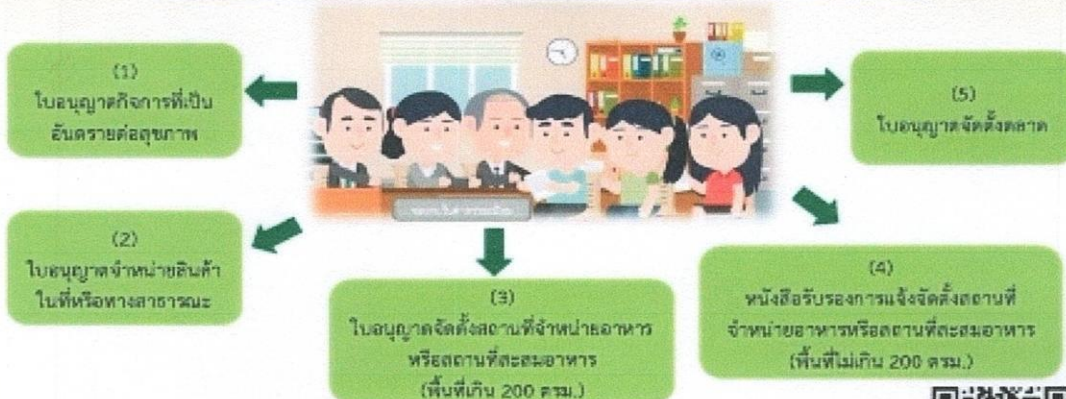 (1)
ใบอนุญาตกิจการที่เป็น
อันตรายต่อสุขภาพ
(2)
ใบอนุญาตจำหน่ายสินค้า
ในที่หรือทางสาธารณะ
(3)
ใบอนุญาตจัดตั้งสถานที่จำหน่ายอาหาร
หรือสถานที่สะสมอาหาร
(พื้นที่เกิน 200 ตรม.)
(4)
หนังสือรับรองการแจ้งจัดตั้งสถานที่
จำหน่ายอาหารหรือสถานที่สะสมอาหาร
(พื้นที่ไม่เกิน 200 ตรม.)
(5)
ใบอนุญาตจัดตั้งตลาด